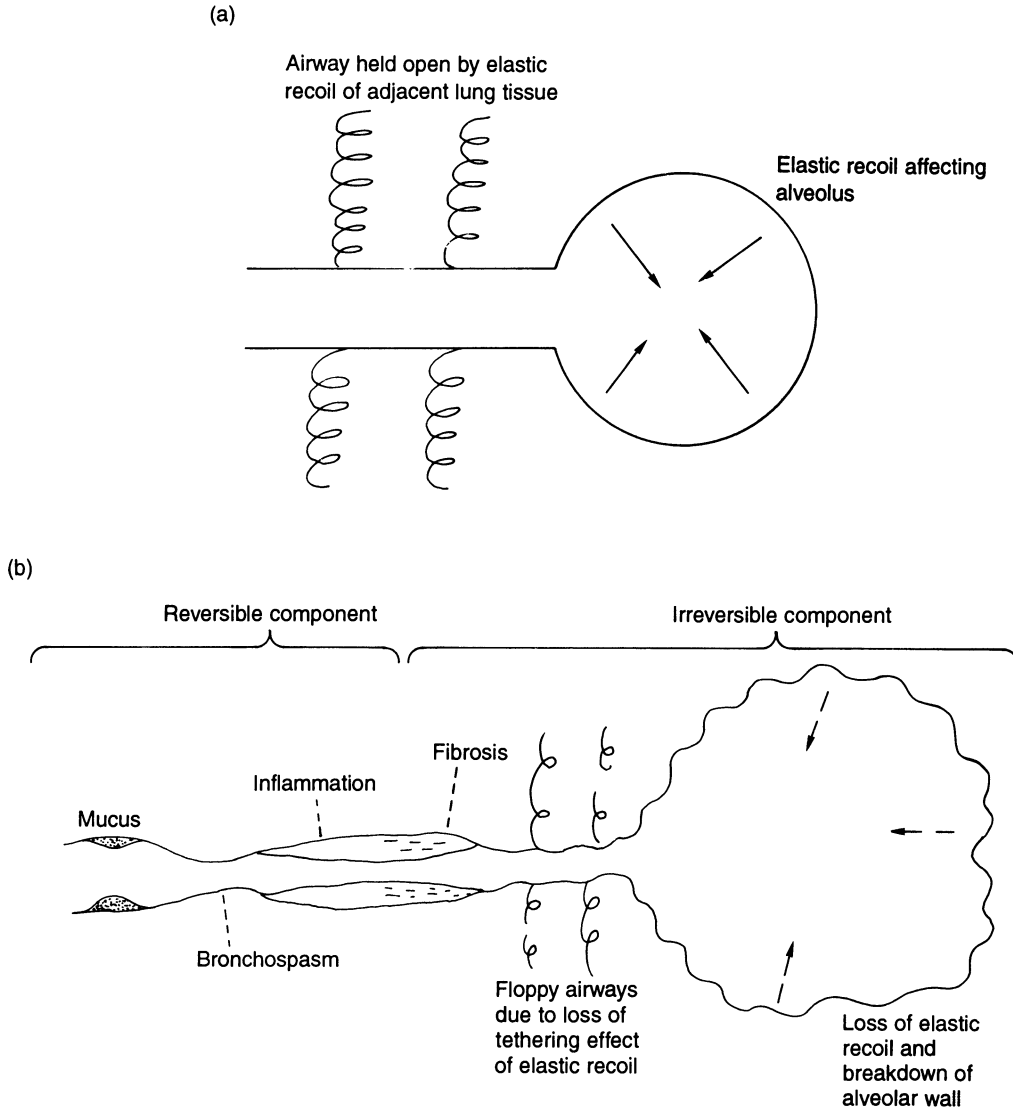 (a)
Airway held open by elastic
recoil of adjacent lung tissue
Elastic recoil affecting
alveolus
(b)
Reversible component
Irreversible component
Fibrosis
Inflammation
Mucus
Bronchospasm
Floppy airways
due to loss of
tethering effect
of elastic recoil
Loss of elastic
recoil and
breakdown of
alveolar wall